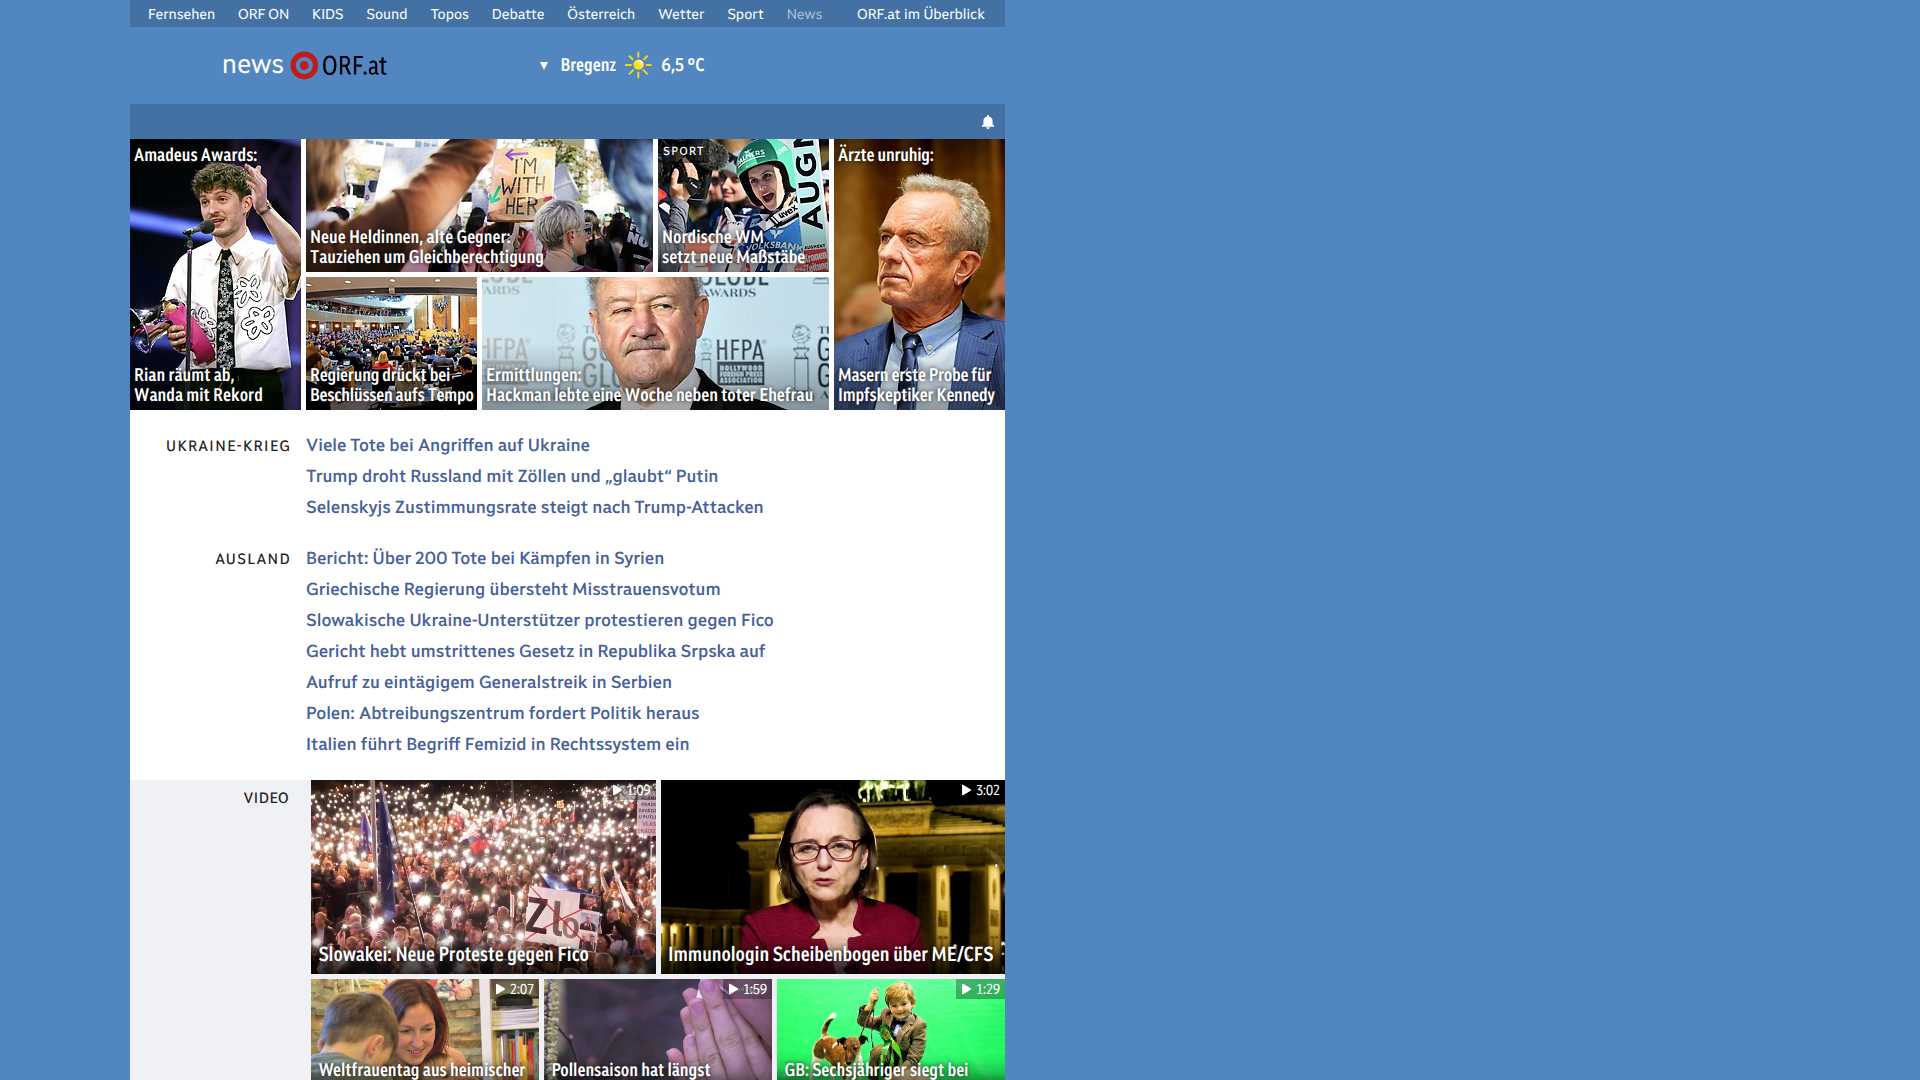 Fernsehen ORF ON KIDS Sound Topos Debatte Österreich Wetter Sport News ORF.at im Überblick
news ORF.at
Bregenz 6,5 °C
Amadeus Awards:
Rian räumt ab,
Wanda mit Rekord
I'M
WITH
HER
Neue Heldinnen, alte Gegner:
Tauziehen um Gleichberechtigung
SPORT
Nordische WM
setzt neue Maßstäbe
Ärzte unruhig:
Masern erste Probe für
Impfskeptiker Kennedy
Regierung drückt bei
Beschlüssen aufs Tempo
Ermittlungen:
Hackman lebte eine Woche neben toter Ehefrau
UKRAINE-KRIEG
Viele Tote bei Angriffen auf Ukraine
Trump droht Russland mit Zöllen und „glaubt“ Putin
Selenskyjs Zustimmungsrate steigt nach Trump-Attacken
AUSLAND
Bericht: Über 200 Tote bei Kämpfen in Syrien
Griechische Regierung übersteht Misstrauensvotum
Slowakische Ukraine-Unterstützer protestieren gegen Fico
Gericht hebt umstrittenes Gesetz in Republika Srpska auf
Aufruf zu eintägigem Generalstreik in Serbien
Polen: Abtreibungszentrum fordert Politik heraus
Italien führt Begriff Femizid in Rechtssystem ein
VIDEO
1:09
Slowakei: Neue Proteste gegen Fico
3:02
Immunologin Scheibenbogen über ME/CFS
2:07
Weltfrauentag aus heimischer
1:59
Pollensaison hat längst
1:29
GB: Sechsjähriger siegt bei